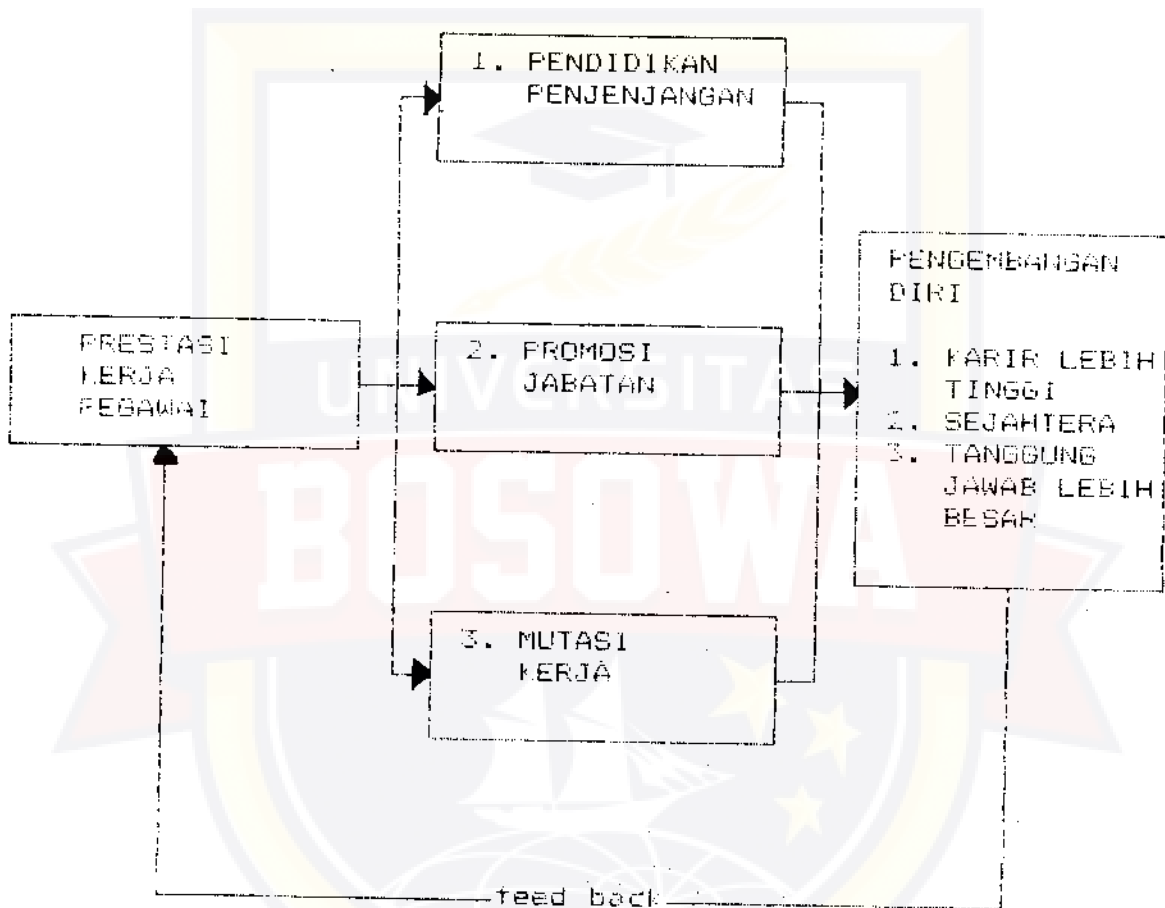 PRESTASI
KERJA
PEGAWAI
1. PENDIDIKAN
PENJENJANGAN
2. PROMOSI
JABATAN
3. MUTASI
KERJA
PENGEMBANGAN
DIRI
1. KARIR LEBIH
TINGGI
2. SEJAHTERA
3. TANGGUNG
JAWAB LEBIH
BESAR
feed back
UNIVERSITAS
BOSOWA